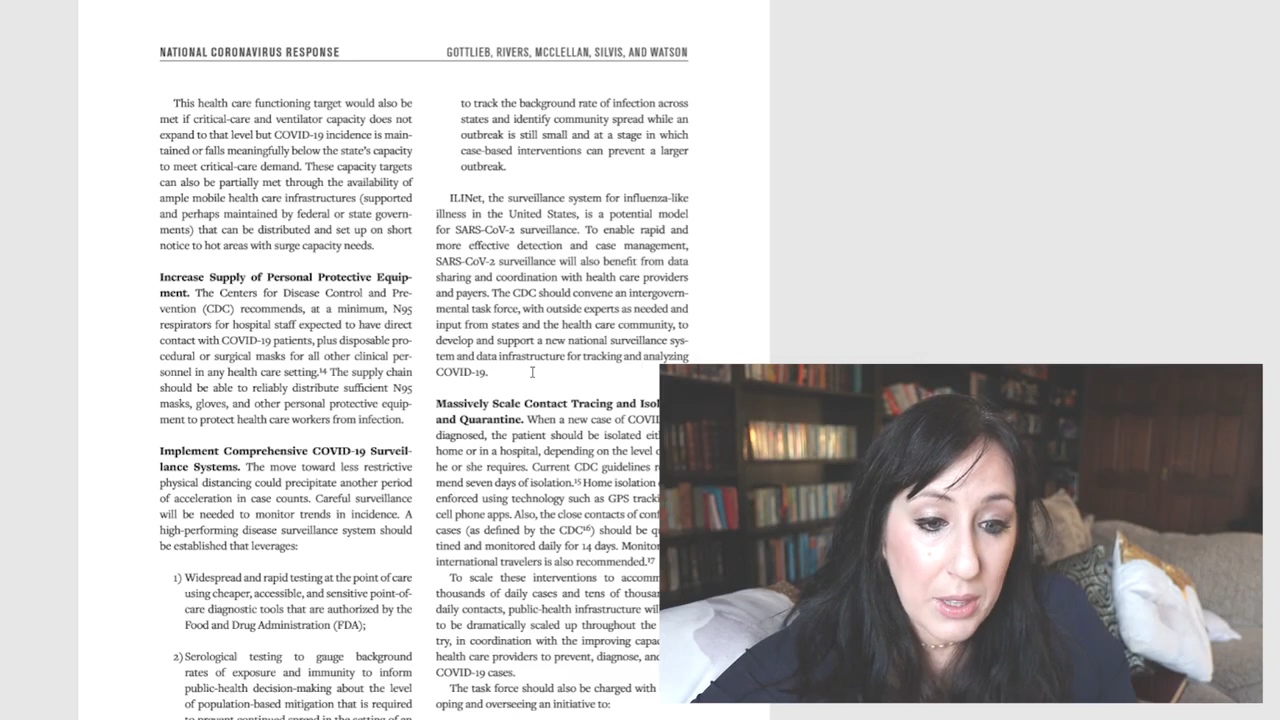 NATIONAL CORONAVIRUS RESPONSE
GOTTLIEB, RIVERS, MCCLELLAN, SILVIS, AND WATSON
This health care functioning target would also be
met if critical-care and ventilator capacity does not
expand to that level but COVID-19 incidence is main-
tained or falls meaningfully below the state's capacity
to meet critical-care demand. These capacity targets
can also be partially met through the availability of
ample mobile health care infrastructures (supported
and perhaps maintained by federal or state govern-
ments) that can be distributed and set up on short
notice to hot areas with surge capacity needs.
Increase Supply of Personal Protective Equip-
ment. The Centers for Disease Control and Pre-
vention (CDC) recommends, at a minimum, N95
respirators for hospital staff expected to have direct
contact with COVID-19 patients, plus disposable pro-
cedural or surgical masks for all other clinical per-
sonnel in any health care setting.¹⁴ The supply chain
should be able to reliably distribute sufficient N95
masks, gloves, and other personal protective equip-
ment to protect health care workers from infection.
Implement Comprehensive COVID-19 Surveil-
lance Systems. The move toward less restrictive
physical distancing could precipitate another period
of acceleration in case counts. Careful surveillance
will be needed to monitor trends in incidence. A
high-performing disease surveillance system should
be established that leverages:
1) Widespread and rapid testing at the point of care
using cheaper, accessible, and sensitive point-of-
care diagnostic tools that are authorized by the
Food and Drug Administration (FDA);
2) Serological testing to gauge background
rates of exposure and immunity to inform
public-health decision-making about the level
of population-based mitigation that is required
to prevent continued spread in the setting of an
to track the background rate of infection across
states and identify community spread while an
outbreak is still small and at a stage in which
case-based interventions can prevent a larger
outbreak.
ILINet, the surveillance system for influenza-like
illness in the United States, is a potential model
for SARS-CoV-2 surveillance. To enable rapid and
more effective detection and case management,
SARS-CoV-2 surveillance will also benefit from data
sharing and coordination with health care providers
and payers. The CDC should convene an intergovern-
mental task force, with outside experts as needed and
input from states and the health care community, to
develop and support a new national surveillance sys-
tem and data infrastructure for tracking and analyzing
COVID-19.
Massively Scale Contact Tracing and
and Quarantine. When a new case of
diagnosed, the patient should be isolated
home or in a hospital, depending on the level
he or she requires. Current CDC guidelines
mend seven days of isolation.¹⁵ Home isolation
enforced using technology such as GPS
cell phone apps. Also, the close contacts of
cases (as defined by the CDC¹⁶) should be
tined and monitored daily for 14 days.
international travelers is also recommended.¹⁷
To scale these interventions to
thousands of daily cases and tens of
daily contacts, public-health infrastructure
to be dramatically scaled up throughout the
try, in coordination with the improving
health care providers to prevent, diagnose,
COVID-19 cases.
The task force should also be charged with
oping and overseeing an initiative to: